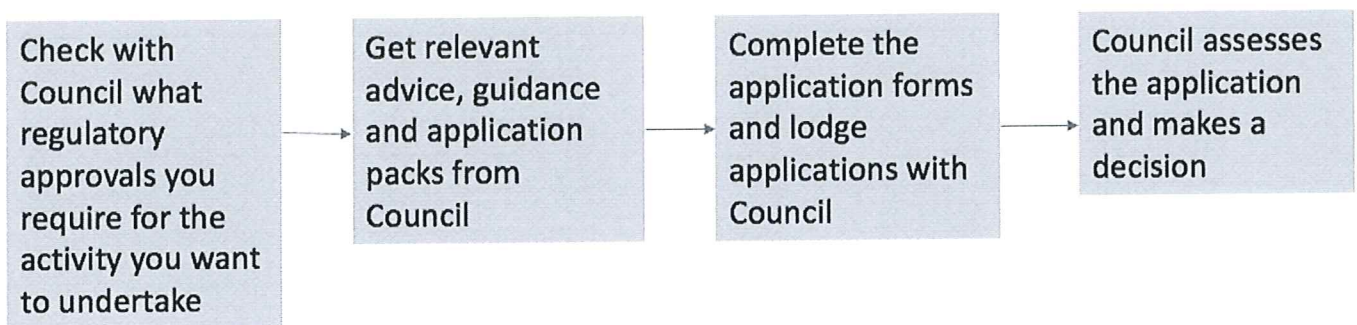 Check with
Council what
regulatory
approvals you
require for the
activity you want
to undertake
Get relevant
advice, guidance
and application
packs from
Council
Complete the
application forms
and lodge
applications with
Council
Council assesses
the application
and makes a
decision